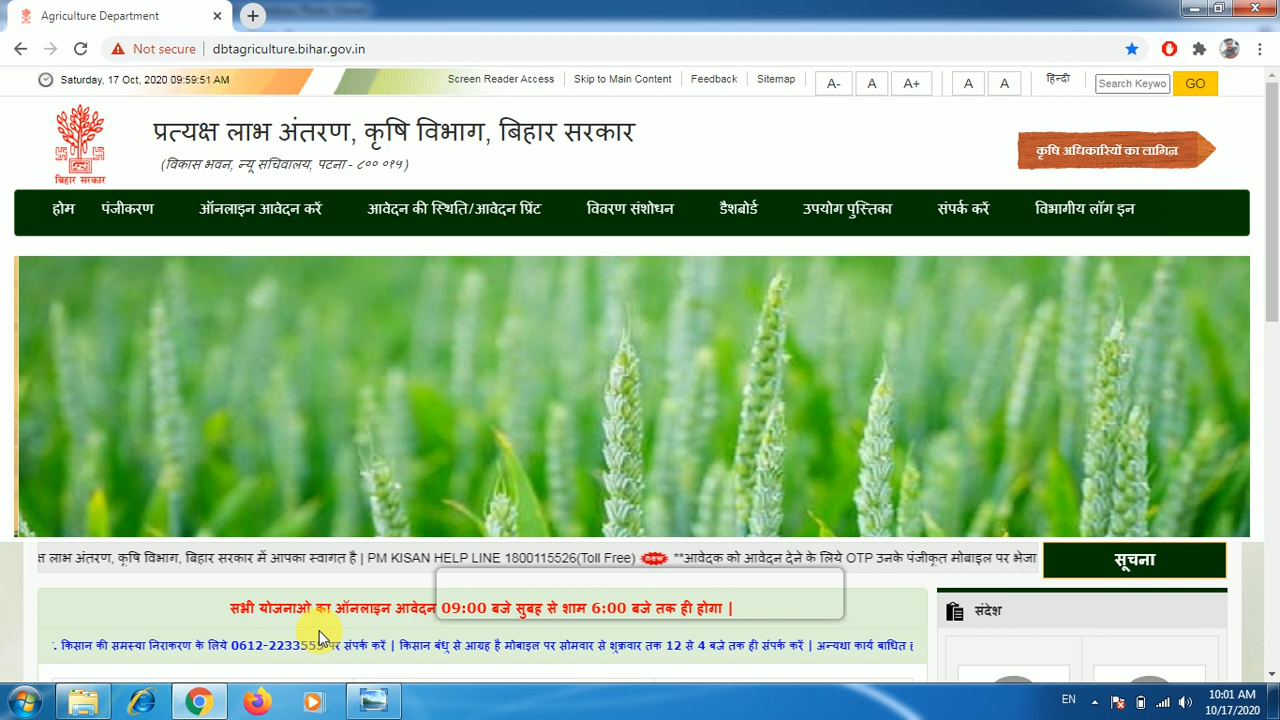 Agriculture Department
Not secure dbtagriculture.bihar.gov.in
Saturday, 17 Oct, 2020 09:59:51 AM
Screen Reader Access Skip to Main Content Feedback Sitemap A- A A+ A A हिन्दी Search Keywo GO
प्रत्यक्ष लाभ अंतरण, कृषि विभाग, बिहार सरकार
(विकास भवन, न्यू सचिवालय, पटना - ८०० ०१५)
बिहार सरकार
कृषि अधिकारियों का लागिन
होम पंजीकरण ऑनलाइन आवेदन करें आवेदन की स्थिति/आवेदन प्रिंट विवरण संशोधन डैशबोर्ड उपयोग पुस्तिका संपर्क करें विभागीय लॉग इन
लाभ अंतरण, कृषि विभाग, बिहार सरकार में आपका स्वागत है | PM KISAN HELP LINE 1800115526(Toll Free) new **आवेदक को आवेदन देने के लिये OTP उनके पंजीकृत मोबाइल पर भेजा
सूचना
सभी योजनाओ का ऑनलाइन आवेदन 09:00 बजे सुबह से शाम 6:00 बजे तक ही होगा |
संदेश
. किसान की समस्या निराकरण के लिये 0612-2233555 पर संपर्क करें | किसान बंधु से आग्रह है मोबाइल पर सोमवार से शुक्रवार तक 12 से 4 बजे तक ही संपर्क करें | अन्यथा कार्य बाधित
EN
10:01 AM
10/17/2020